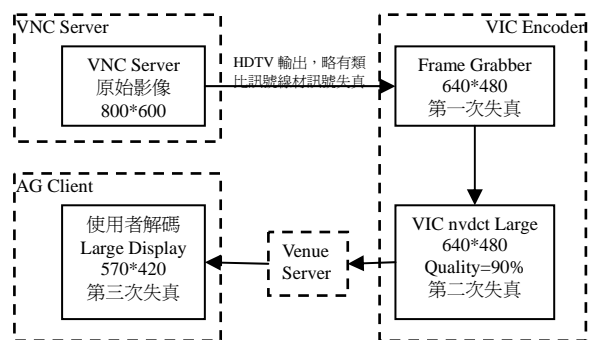 VNC Server
VNC Server
原始影像
800*600
HDTV 輸出，略有類
比訊號線材訊號失真
VIC Encoder
Frame Grabber
640*480
第一次失真
AG Client
使用者解碼
Large Display
570*420
第三次失真
Venue
Server
VIC nvdct Large
640*480
Quality=90%
第二次失真